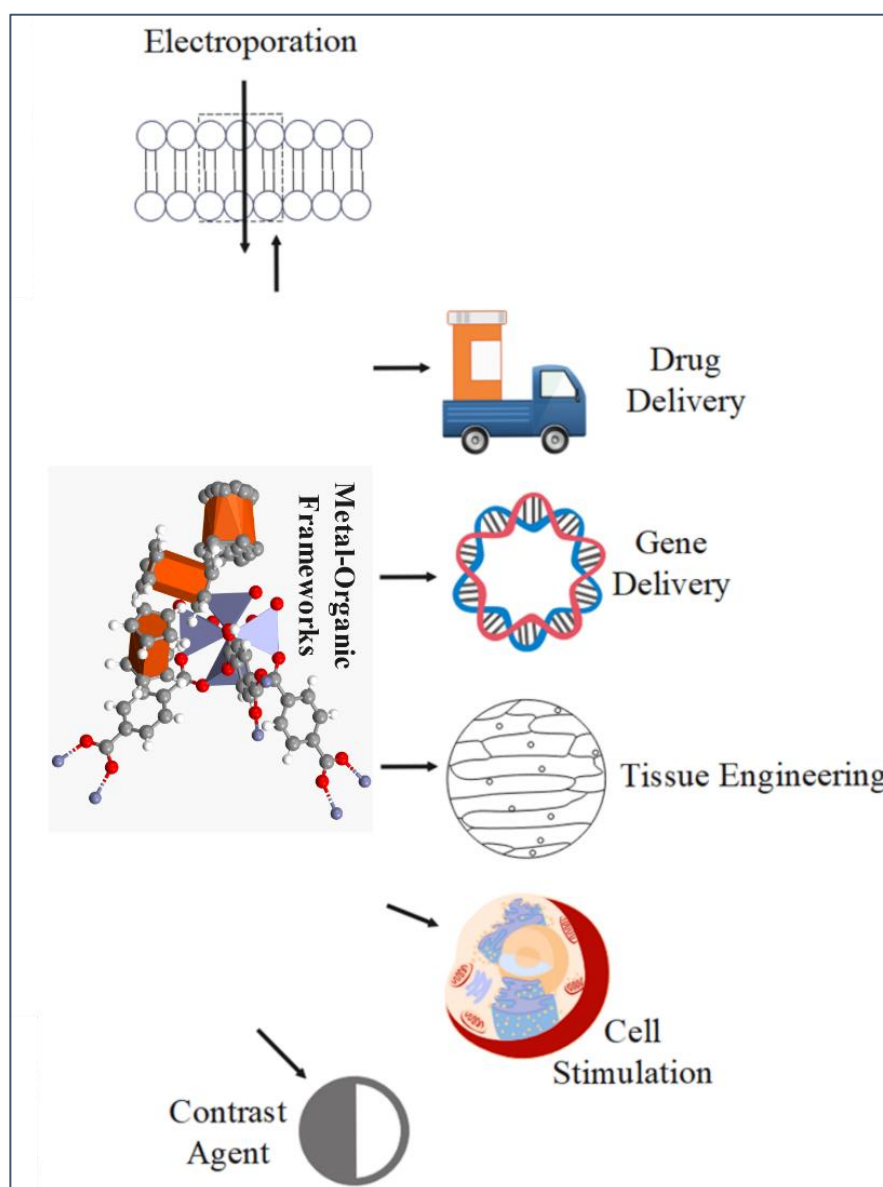 Electroporation
Drug
Delivery
Metal-Organic
Frameworks
Gene
Delivery
Tissue Engineering
Cell
Stimulation
Contrast
Agent